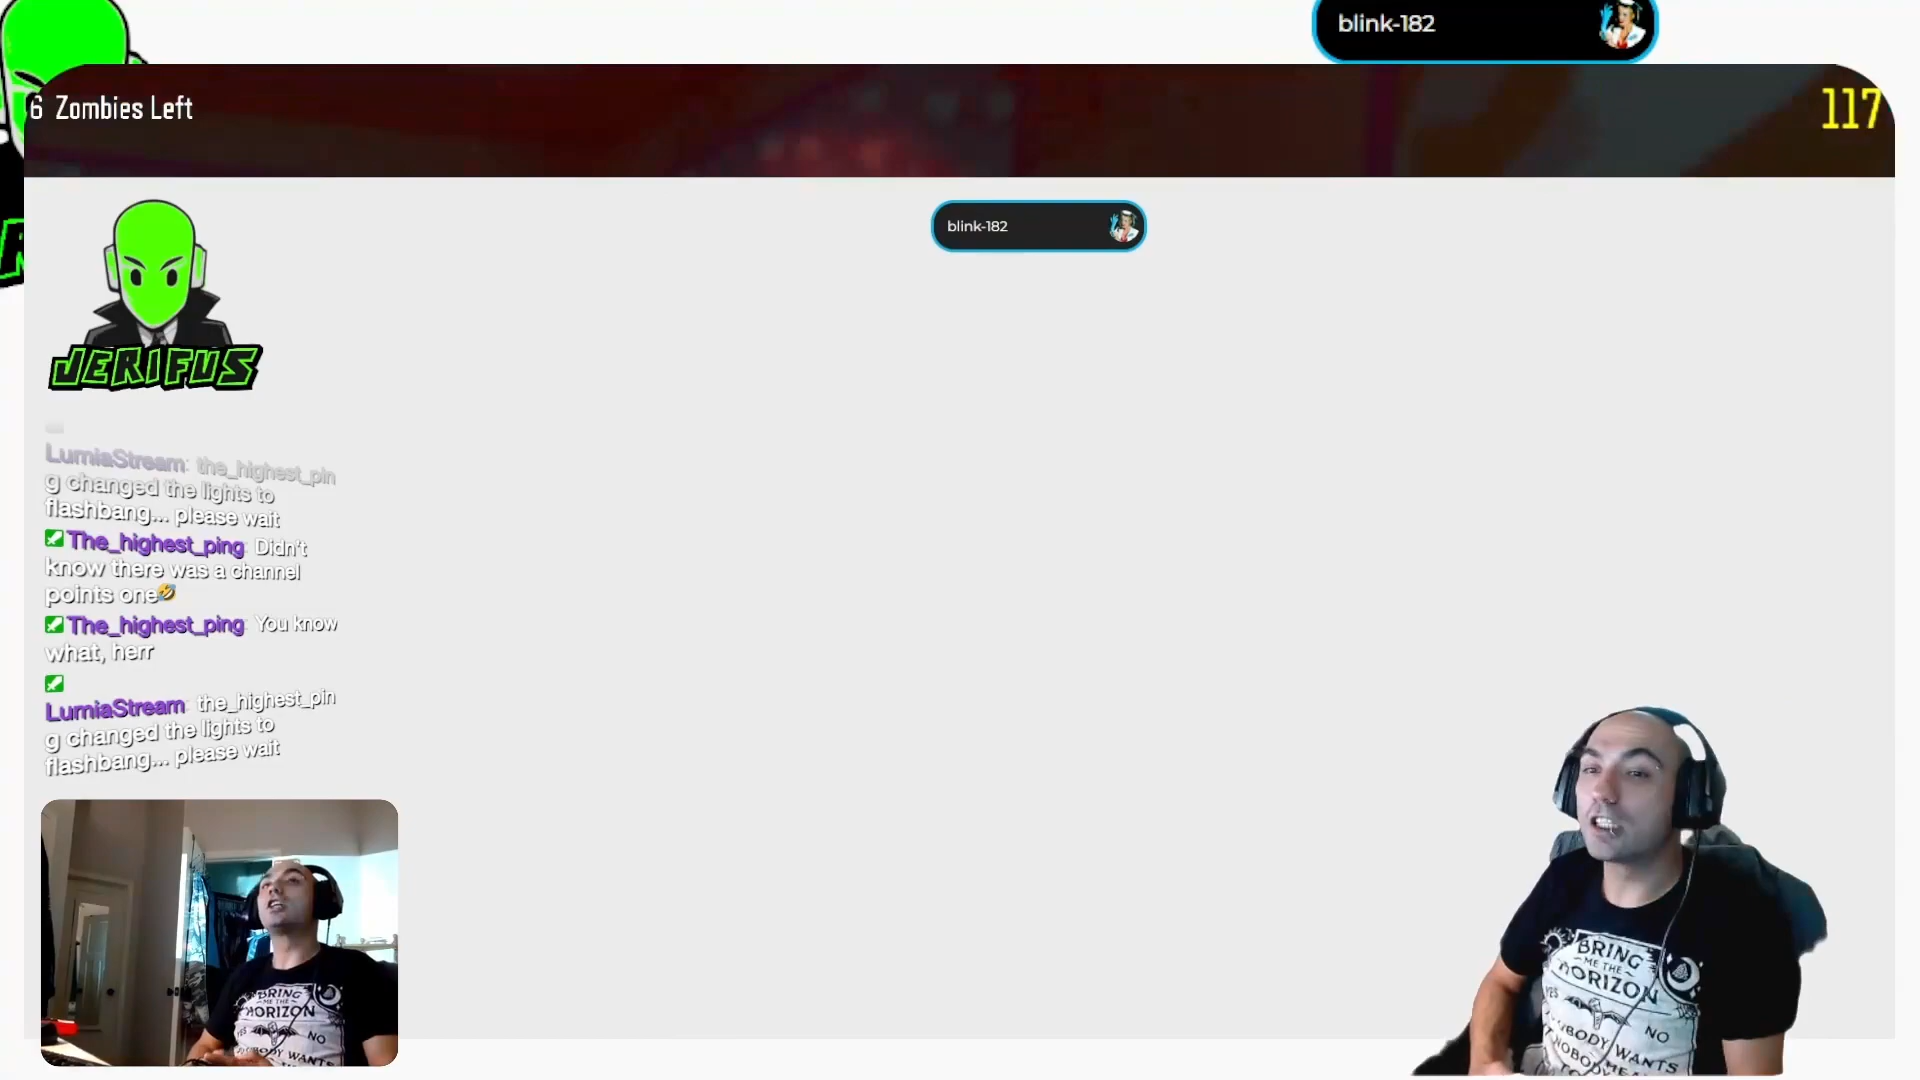 blink-182
6 Zombies Left
117
blink-182
JERIFUS
LumiaStream: the_highest_pin
g changed the lights to
flashbang... please wait
The_highest_ping: Didn't
know there was a channel
points one🤣
The_highest_ping: You know
what, herr
LumiaStream: the_highest_pin
g changed the lights to
flashbang... please wait
BRING
ME THE
HORIZON
YES
NO
BODY WANTS
BRING
ME THE
HORIZON
YES
NO
BODY WANTS